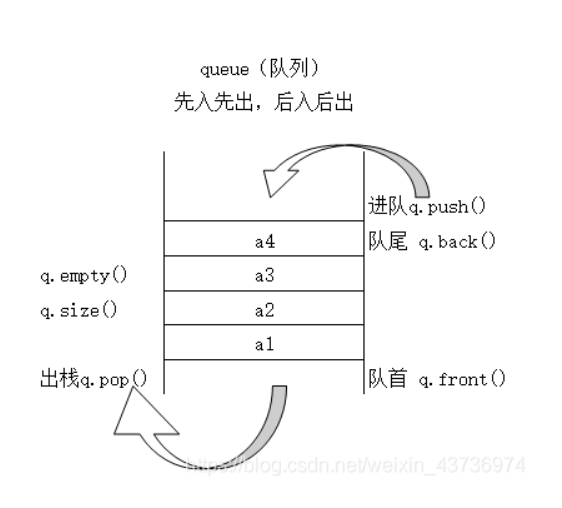 queue（队列）
先入先出，后入后出
进队q.push()
a4
队尾 q.back()
q.empty()
a3
q.size()
a2
a1
出栈q.pop()
队首 q.front()
https://blog.csdn.net/weixin_43736974